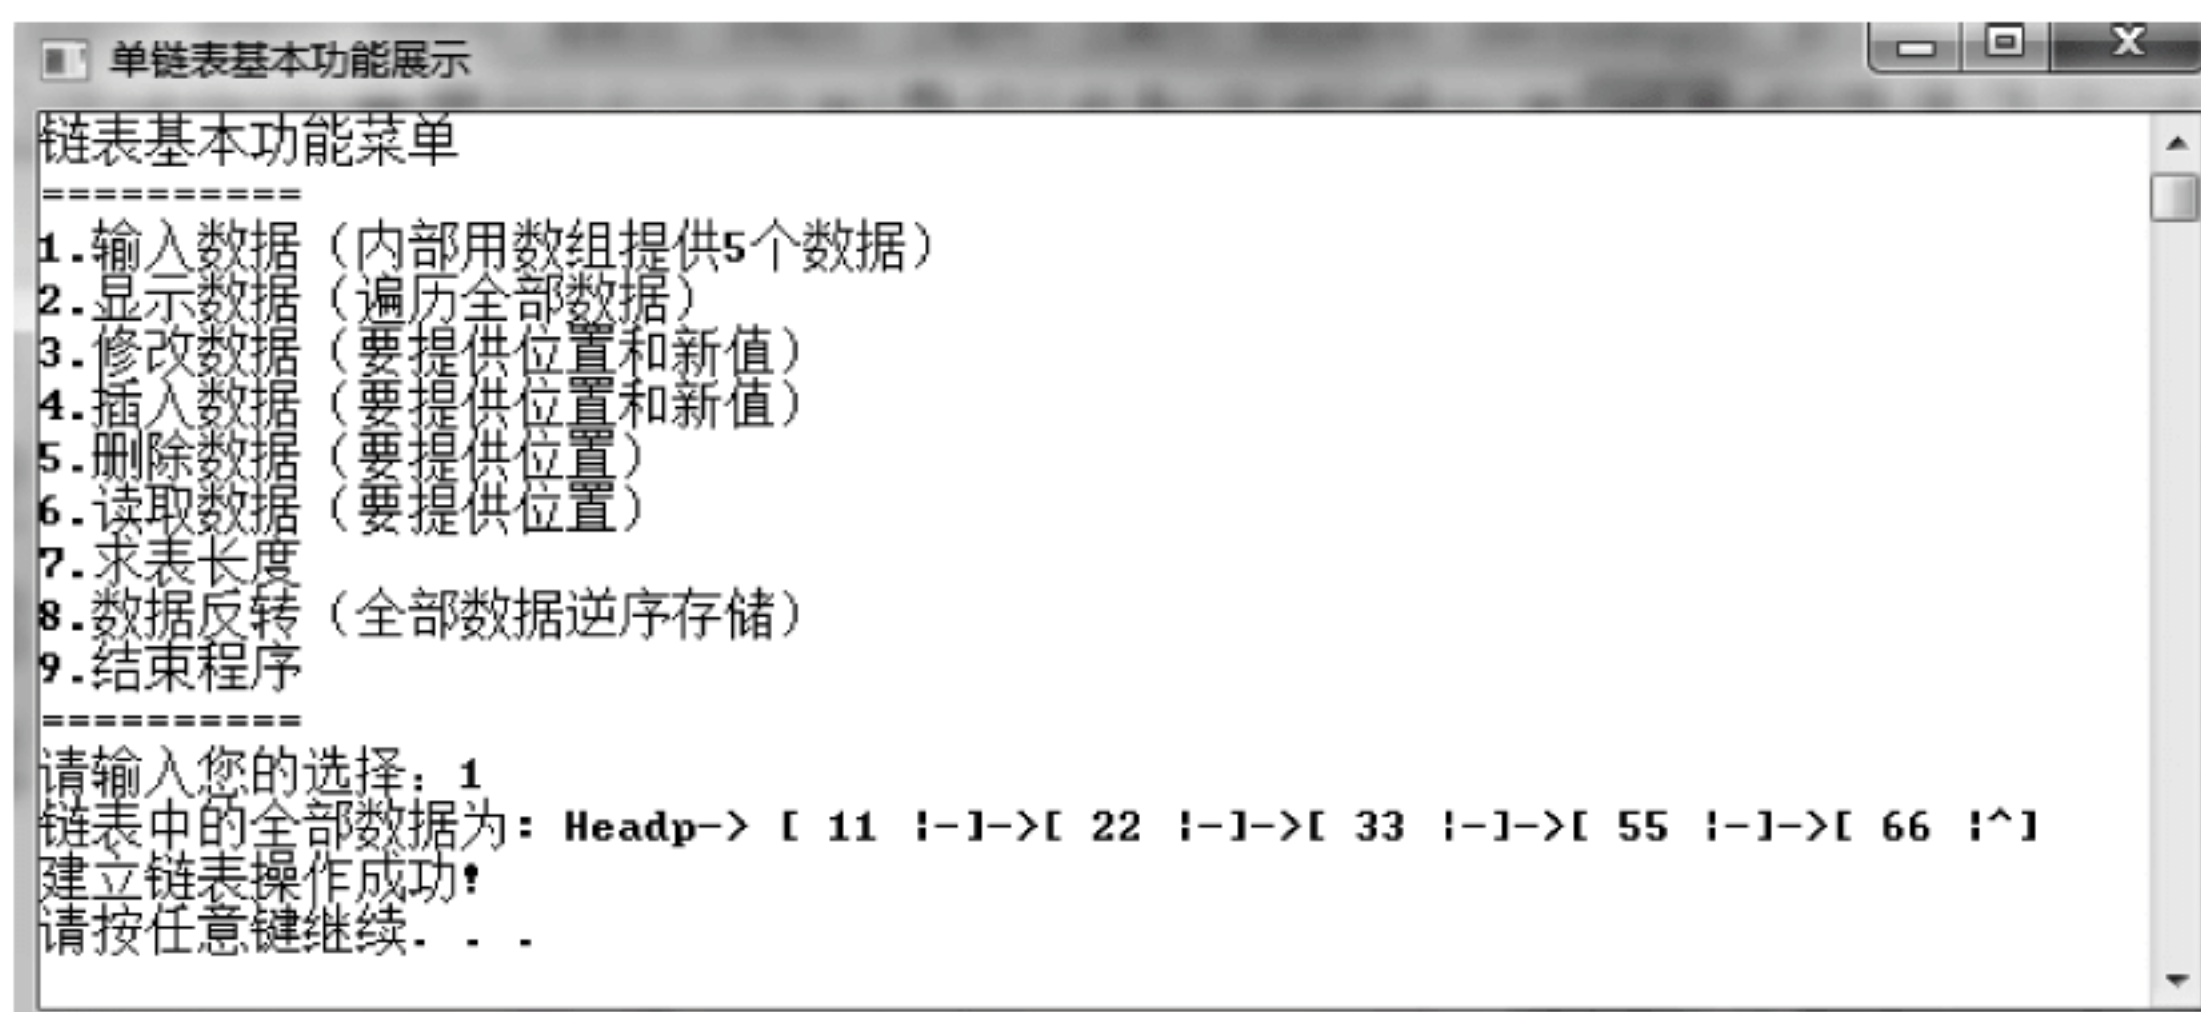 单链表基本功能展示
链表基本功能菜单
==========
1.输入数据（内部用数组提供5个数据）
2.显示数据（遍历全部数据）
3.修改数据（要提供位置和新值）
4.插入数据（要提供位置和新值）
5.删除数据（要提供位置）
6.读取数据（要提供位置）
7.求表长度
8.数据反转（全部数据逆序存储）
9.结束程序
==========
请输入您的选择：1
链表中的全部数据为: Headp-> [ 11 ¦-]->[ 22 ¦-]->[ 33 ¦-]->[ 55 ¦-]->[ 66 ¦^]
建立链表操作成功!
请按任意键继续. . .